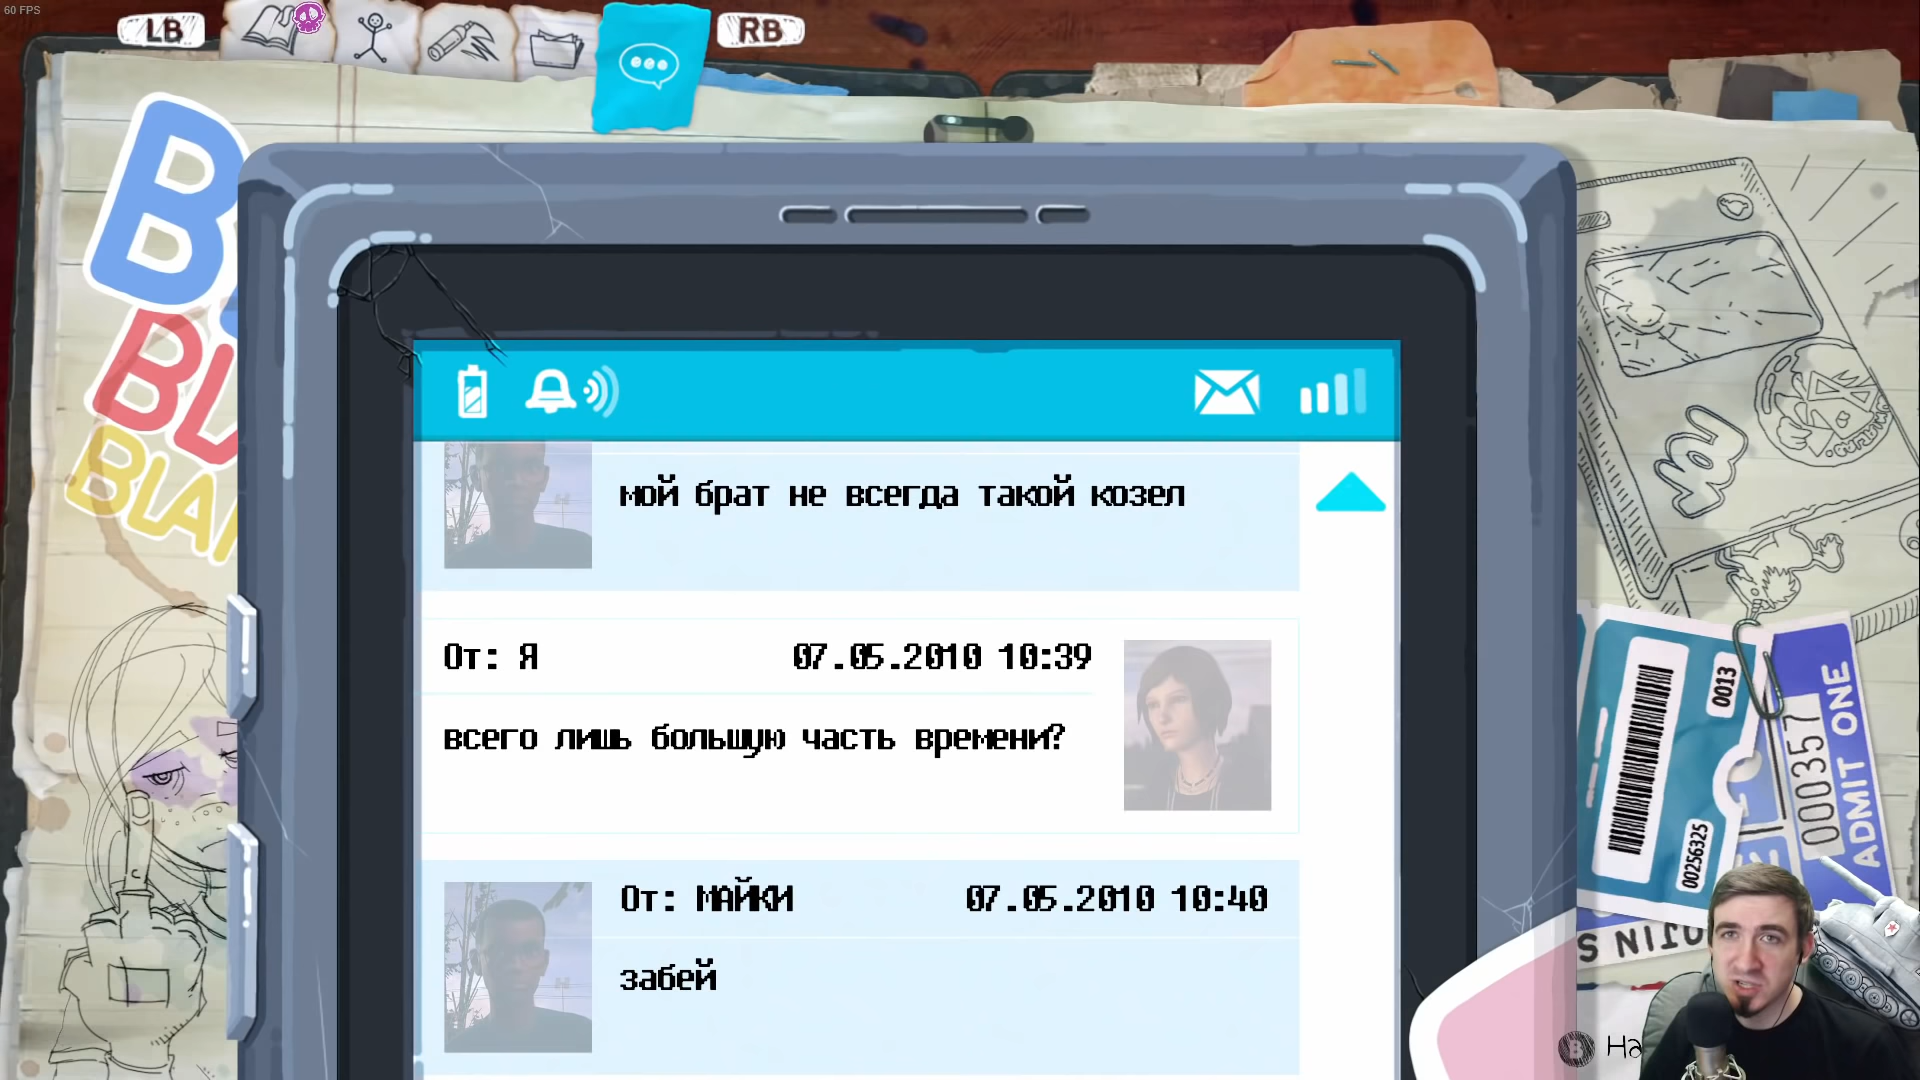 60 FPS
LB
RB
мой брат не всегда такой козел
От: Я 07.05.2010 10:39
всего лишь большую часть времени?
От: МАЙКИ 07.05.2010 10:40
забей
0013
00256325
000357
ADMIT ONE
B
На